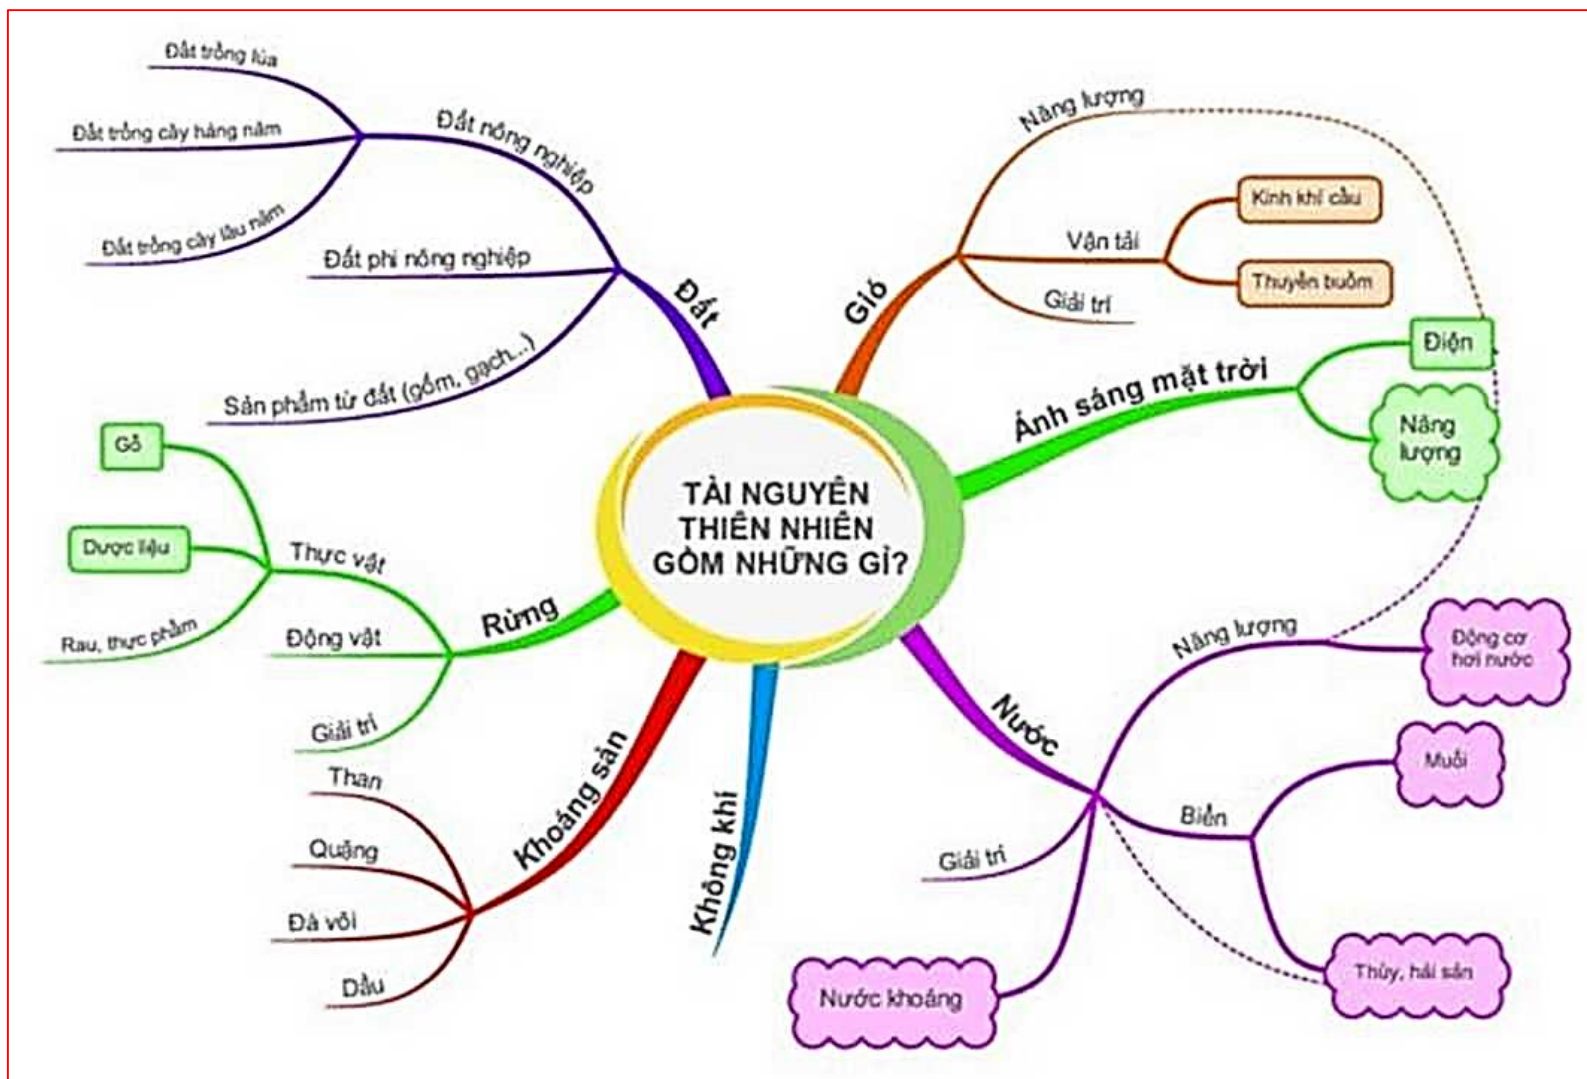 TÀI NGUYÊN
THIÊN NHIÊN
GỒM NHỮNG GÌ?
Đất
Đất nông nghiệp
Đất trồng lúa
Đất trồng cây hàng năm
Đất trồng cây lâu năm
Đất phi nông nghiệp
Sản phẩm từ đất (gốm, gạch...)
Gió
Năng lượng
Vận tải
Kinh khí cầu
Thuyền buồm
Giải trí
Ánh sáng mặt trời
Điện
Năng
lượng
Nước
Năng lượng
Động cơ
hơi nước
Biển
Muối
Thủy, hải sản
Giải trí
Nước khoáng
Không khí
Khoáng sản
Than
Quặng
Đá vôi
Dầu
Rừng
Thực vật
Gỗ
Dược liệu
Rau, thực phẩm
Động vật
Giải trí